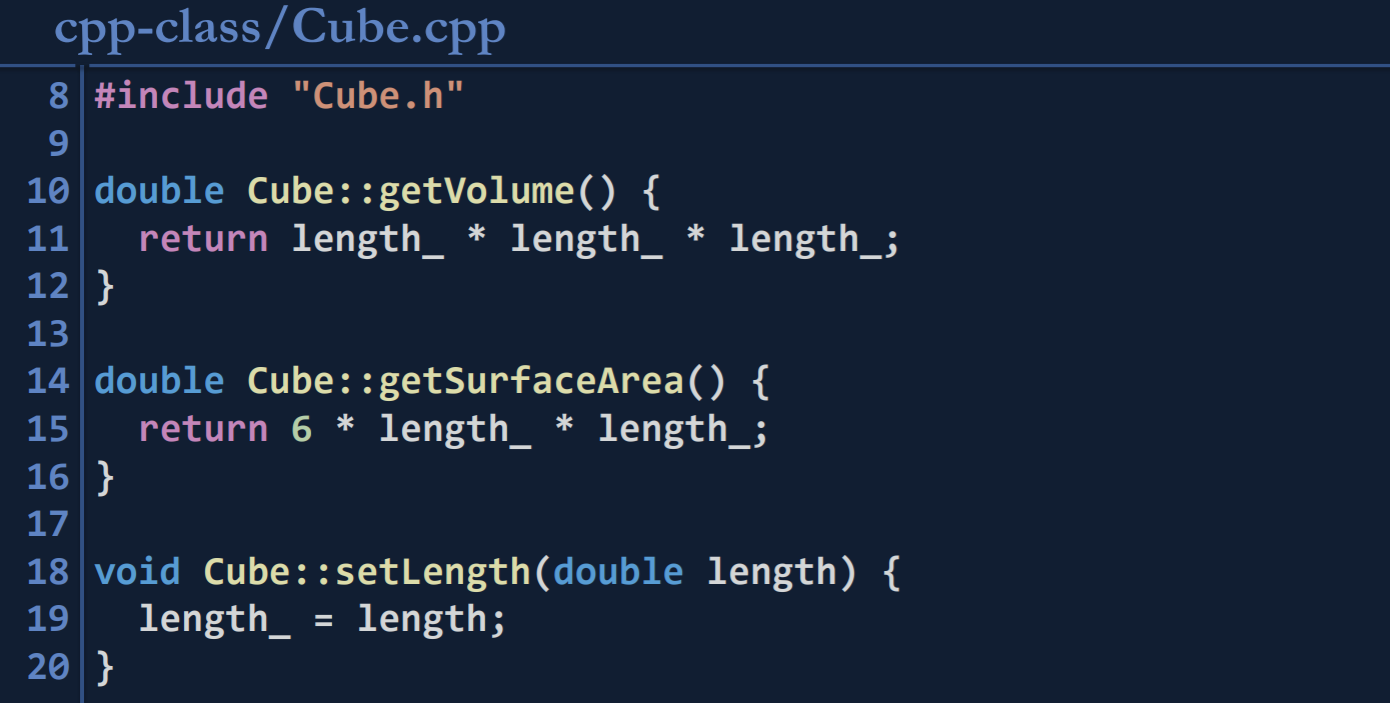 cpp-class/Cube.cpp
8 #include "Cube.h"
9
10 double Cube::getVolume() {
11   return length_ * length_ * length_;
12 }
13
14 double Cube::getSurfaceArea() {
15   return 6 * length_ * length_;
16 }
17
18 void Cube::setLength(double length) {
19   length_ = length;
20 }